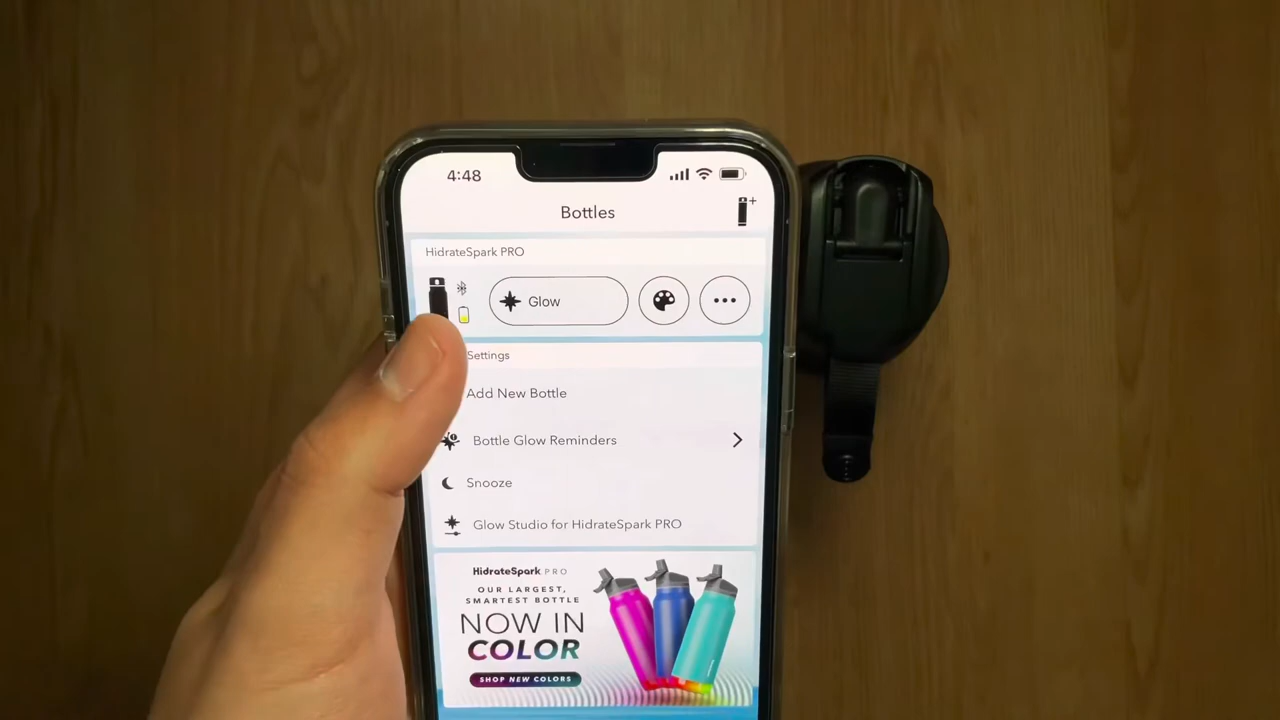 4:48
Bottles
HidrateSpark PRO
Glow
Settings
Add New Bottle
Bottle Glow Reminders
Snooze
Glow Studio for HidrateSpark PRO
HidrateSpark PRO
OUR LARGEST,
SMARTEST BOTTLE
NOW IN
COLOR
SHOP NEW COLORS